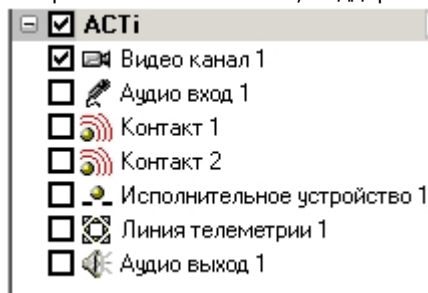 ACTi
Видео канал 1
Аудио вход 1
Контакт 1
Контакт 2
Исполнительное устройство 1
Линия телеметрии 1
Аудио выход 1